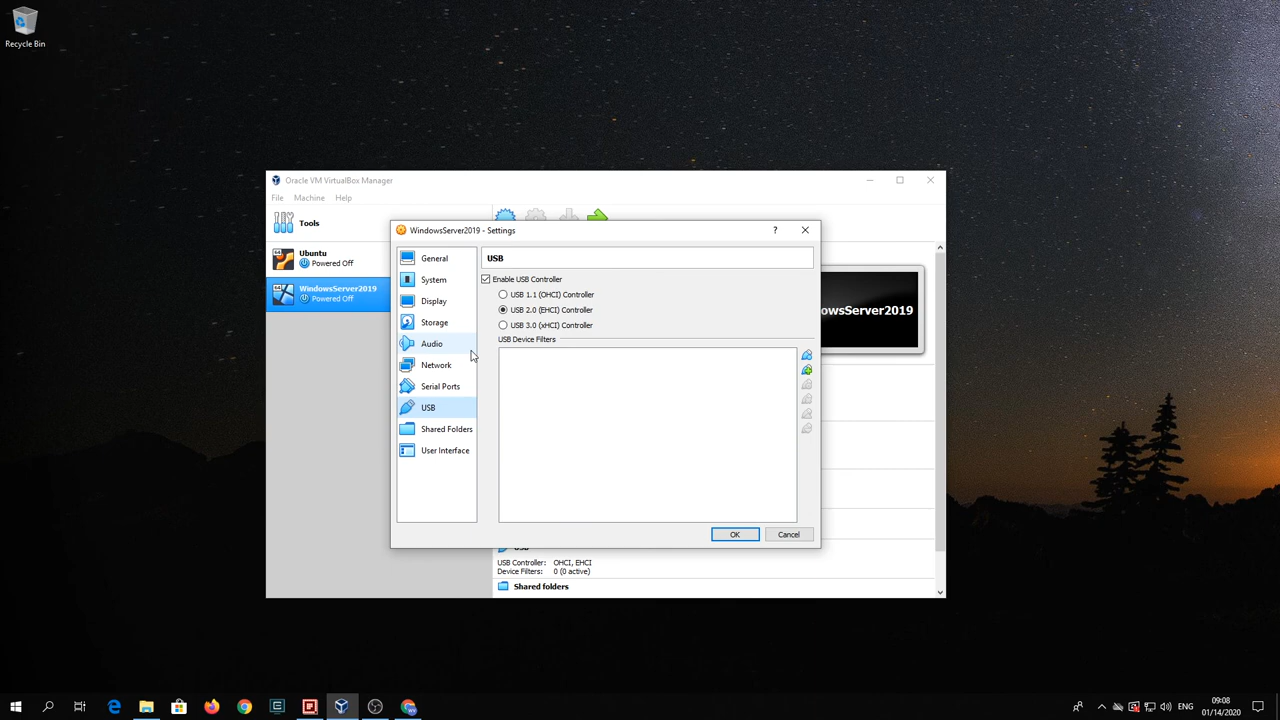 Recycle Bin
Oracle VM VirtualBox Manager
File Machine Help
Tools
Ubuntu
Powered Off
WindowsServer2019
Powered Off
WindowsServer2019 - Settings
General
System
Display
Storage
Audio
Network
Serial Ports
USB
Shared Folders
User Interface
USB
Enable USB Controller
USB 1.1 (OHCI) Controller
USB 2.0 (EHCI) Controller
USB 3.0 (xHCI) Controller
USB Device Filters
OK Cancel
owsServer2019
USB
USB Controller: OHCI, EHCI
Device Filters: 0 (0 active)
Shared folders
ENG
09:08
01/14/2020